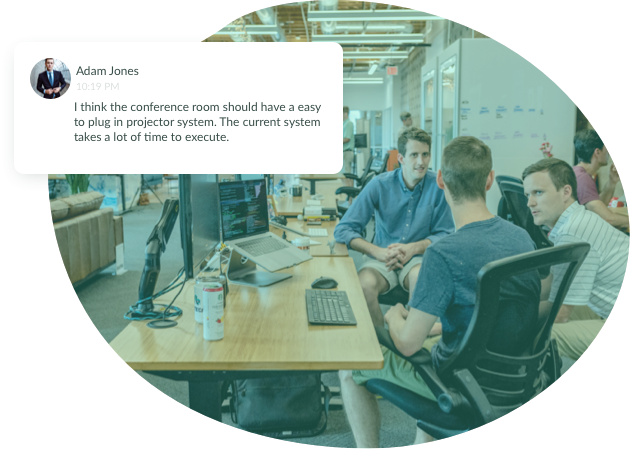 Adam Jones
10:19 PM
I think the conference room should have a easy
to plug in projector system. The current system
takes a lot of time to execute.